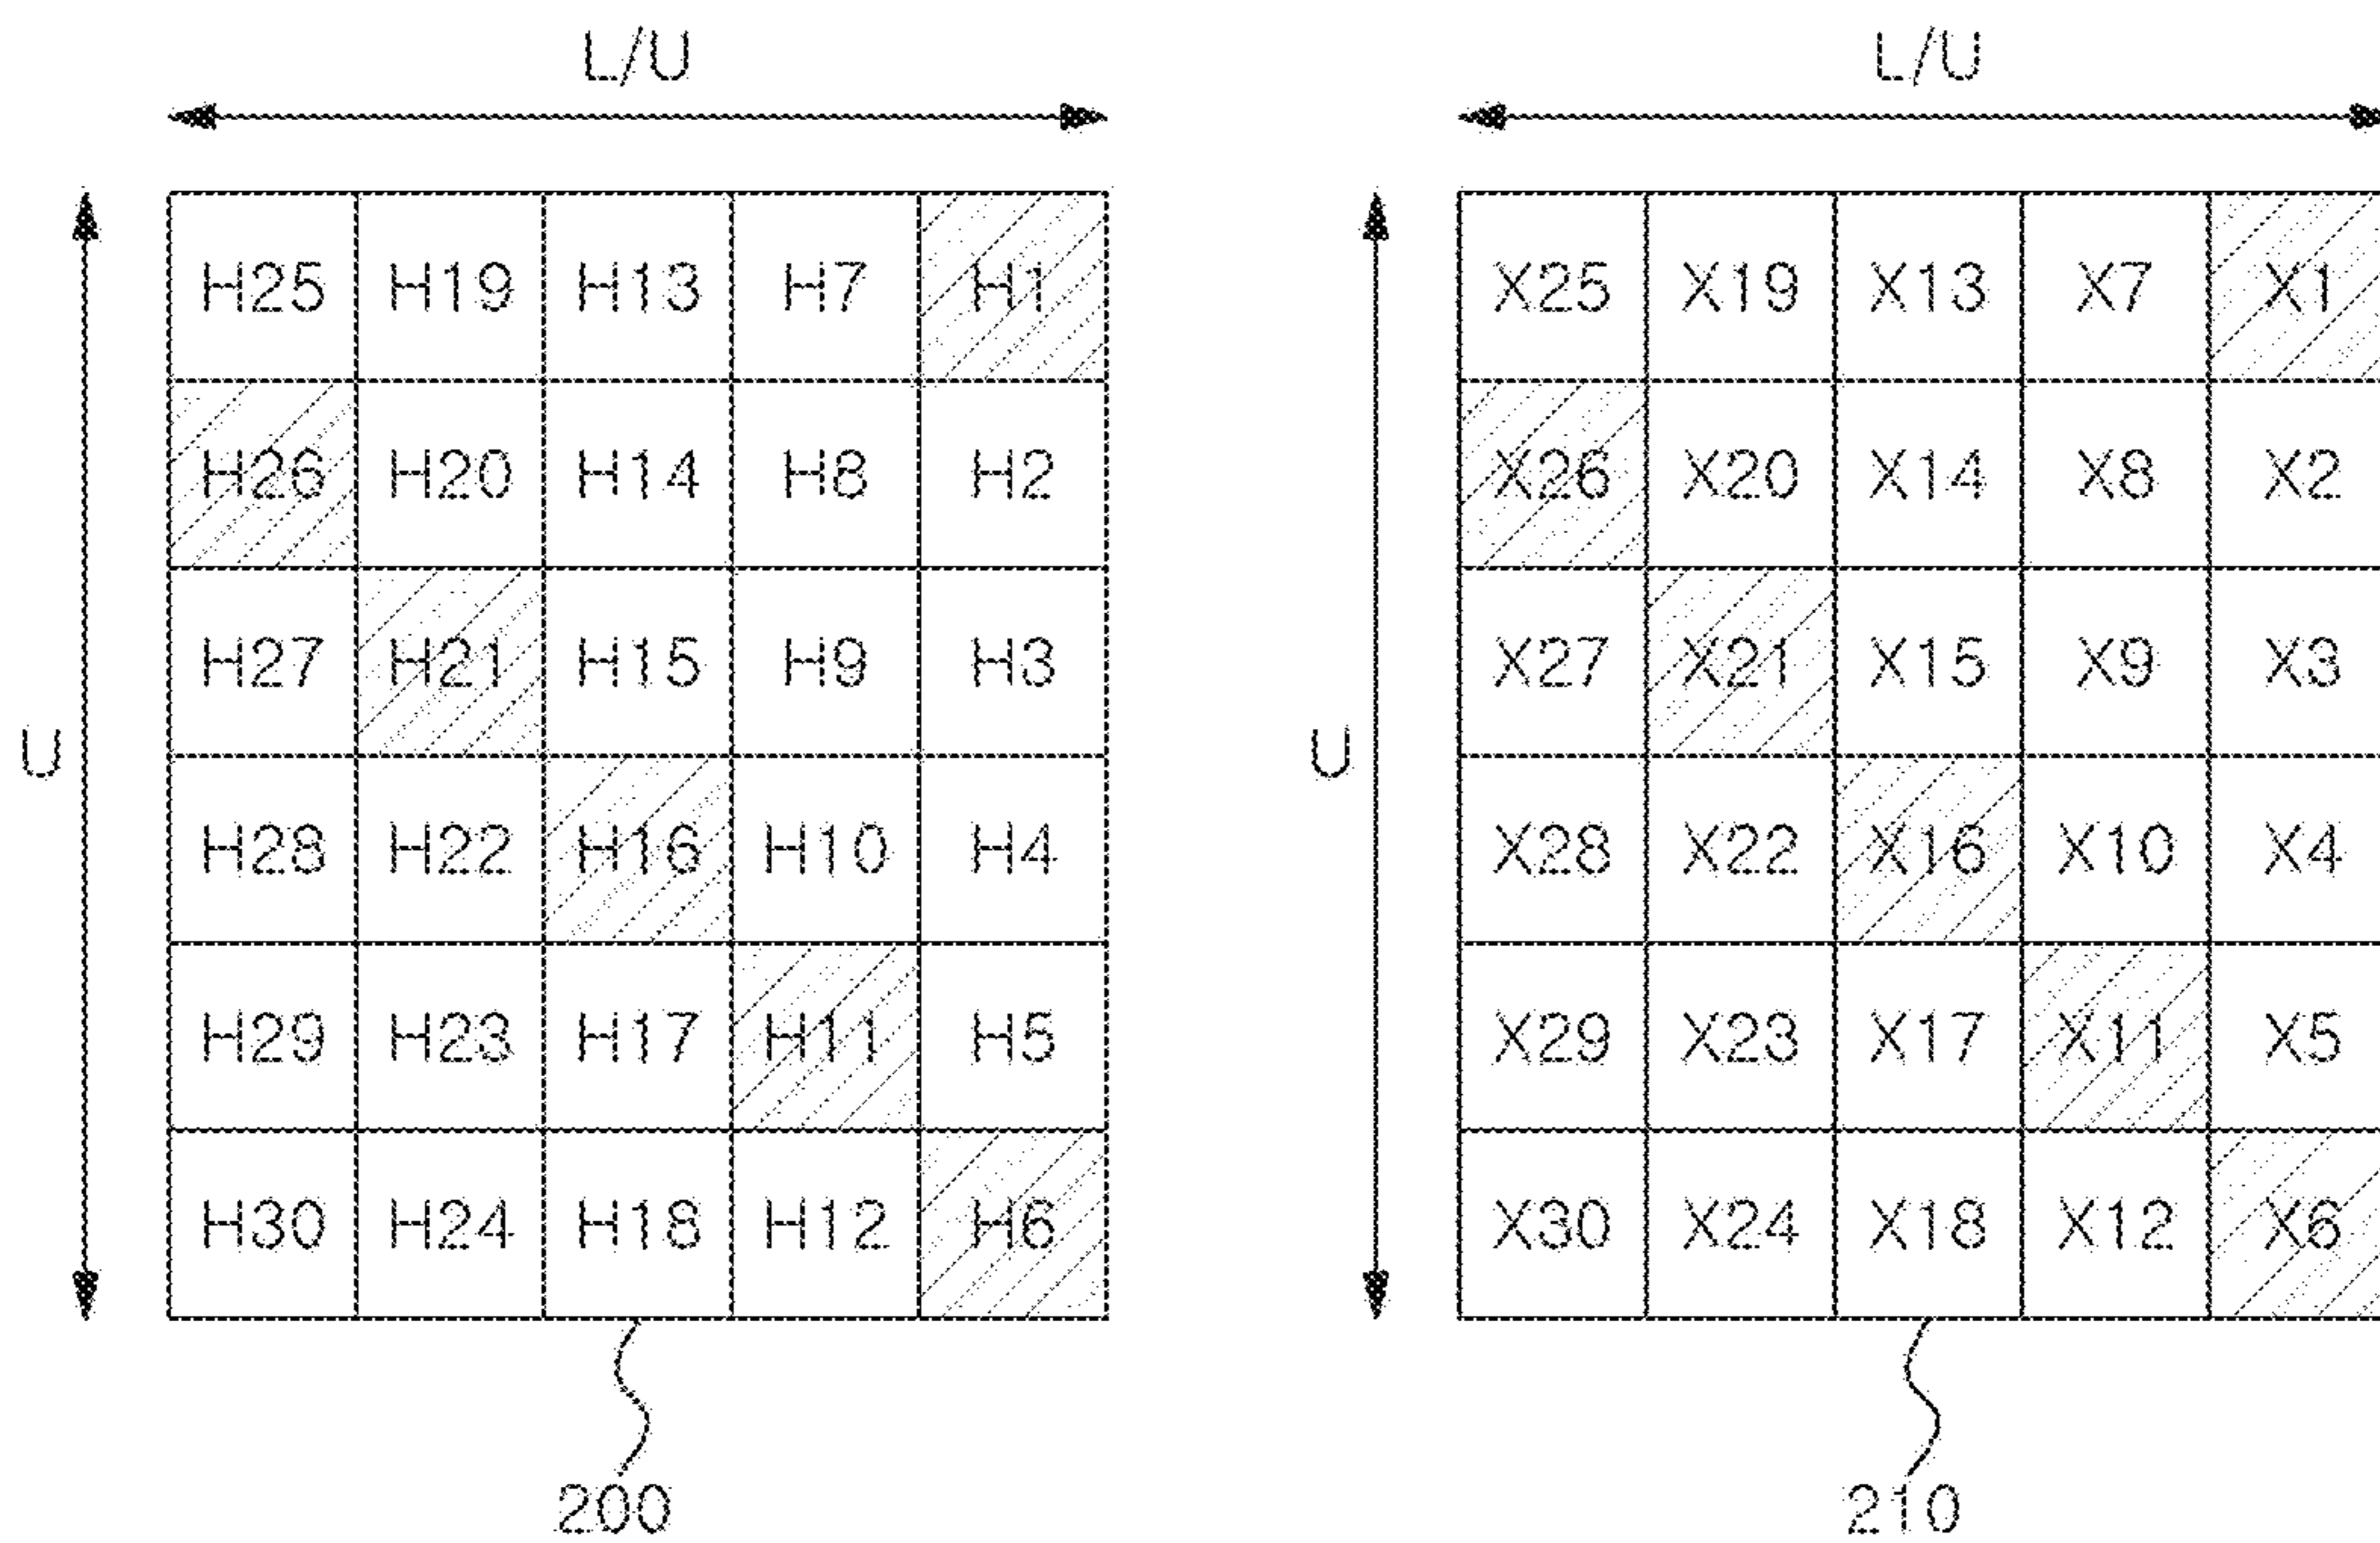 L/U L/U
H25 H19 H13 H7 H1 X25 X19 X13 X7 X1
H26 H20 H14 H8 H2 X26 X20 X14 X8 X2
H27 H21 H15 H9 H3 X27 X21 X15 X9 X3
U U
H28 H22 H16 H10 H4 X28 X22 X16 X10 X4
H29 H23 H17 H11 H5 X29 X23 X17 X11 X5
H30 H24 H18 H12 H6 X30 X24 X18 X12 X6
200 210